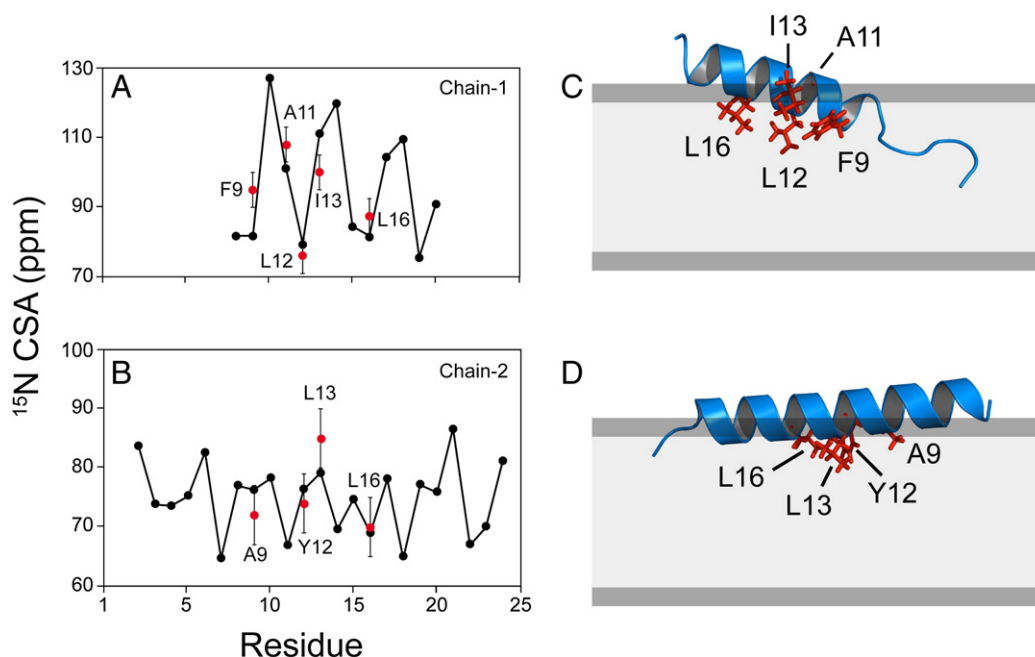 A
Chain-1
130
110
90
70
F9
A11
L12
I13
L16
B
Chain-2
100
90
80
70
60
A9
Y12
L13
L16
1
5
10
15
20
25
¹⁵N CSA (ppm)
Residue
C
I13
A11
L16
L12
F9
D
L16
L13
Y12
A9